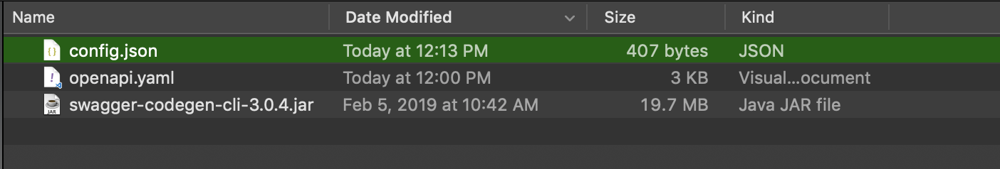 Name Date Modified Size Kind
{ } config.json Today at 12:13 PM 407 bytes JSON
! openapi.yaml Today at 12:00 PM 3 KB Visual...ocument
JAR swagger-codegen-cli-3.0.4.jar Feb 5, 2019 at 10:42 AM 19.7 MB Java JAR file